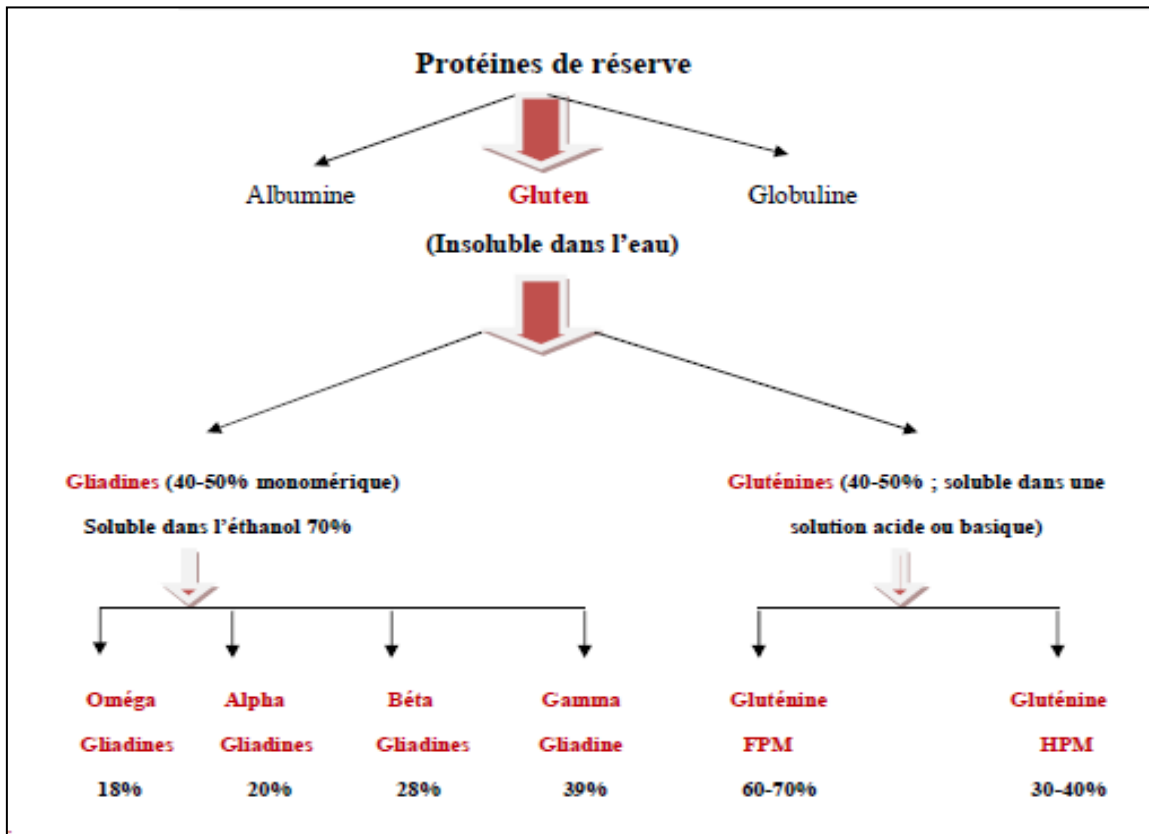 Protéines de réserve
Albumine Gluten Globuline
(Insoluble dans l'eau)
Gliadines (40-50% monomérique) Gluténines (40-50% ; soluble dans une
Soluble dans l'éthanol 70% solution acide ou basique)
Oméga Alpha Béta Gamma Gluténine Gluténine
Gliadines Gliadines Gliadines Gliadine FPM HPM
18% 20% 28% 39% 60-70% 30-40%